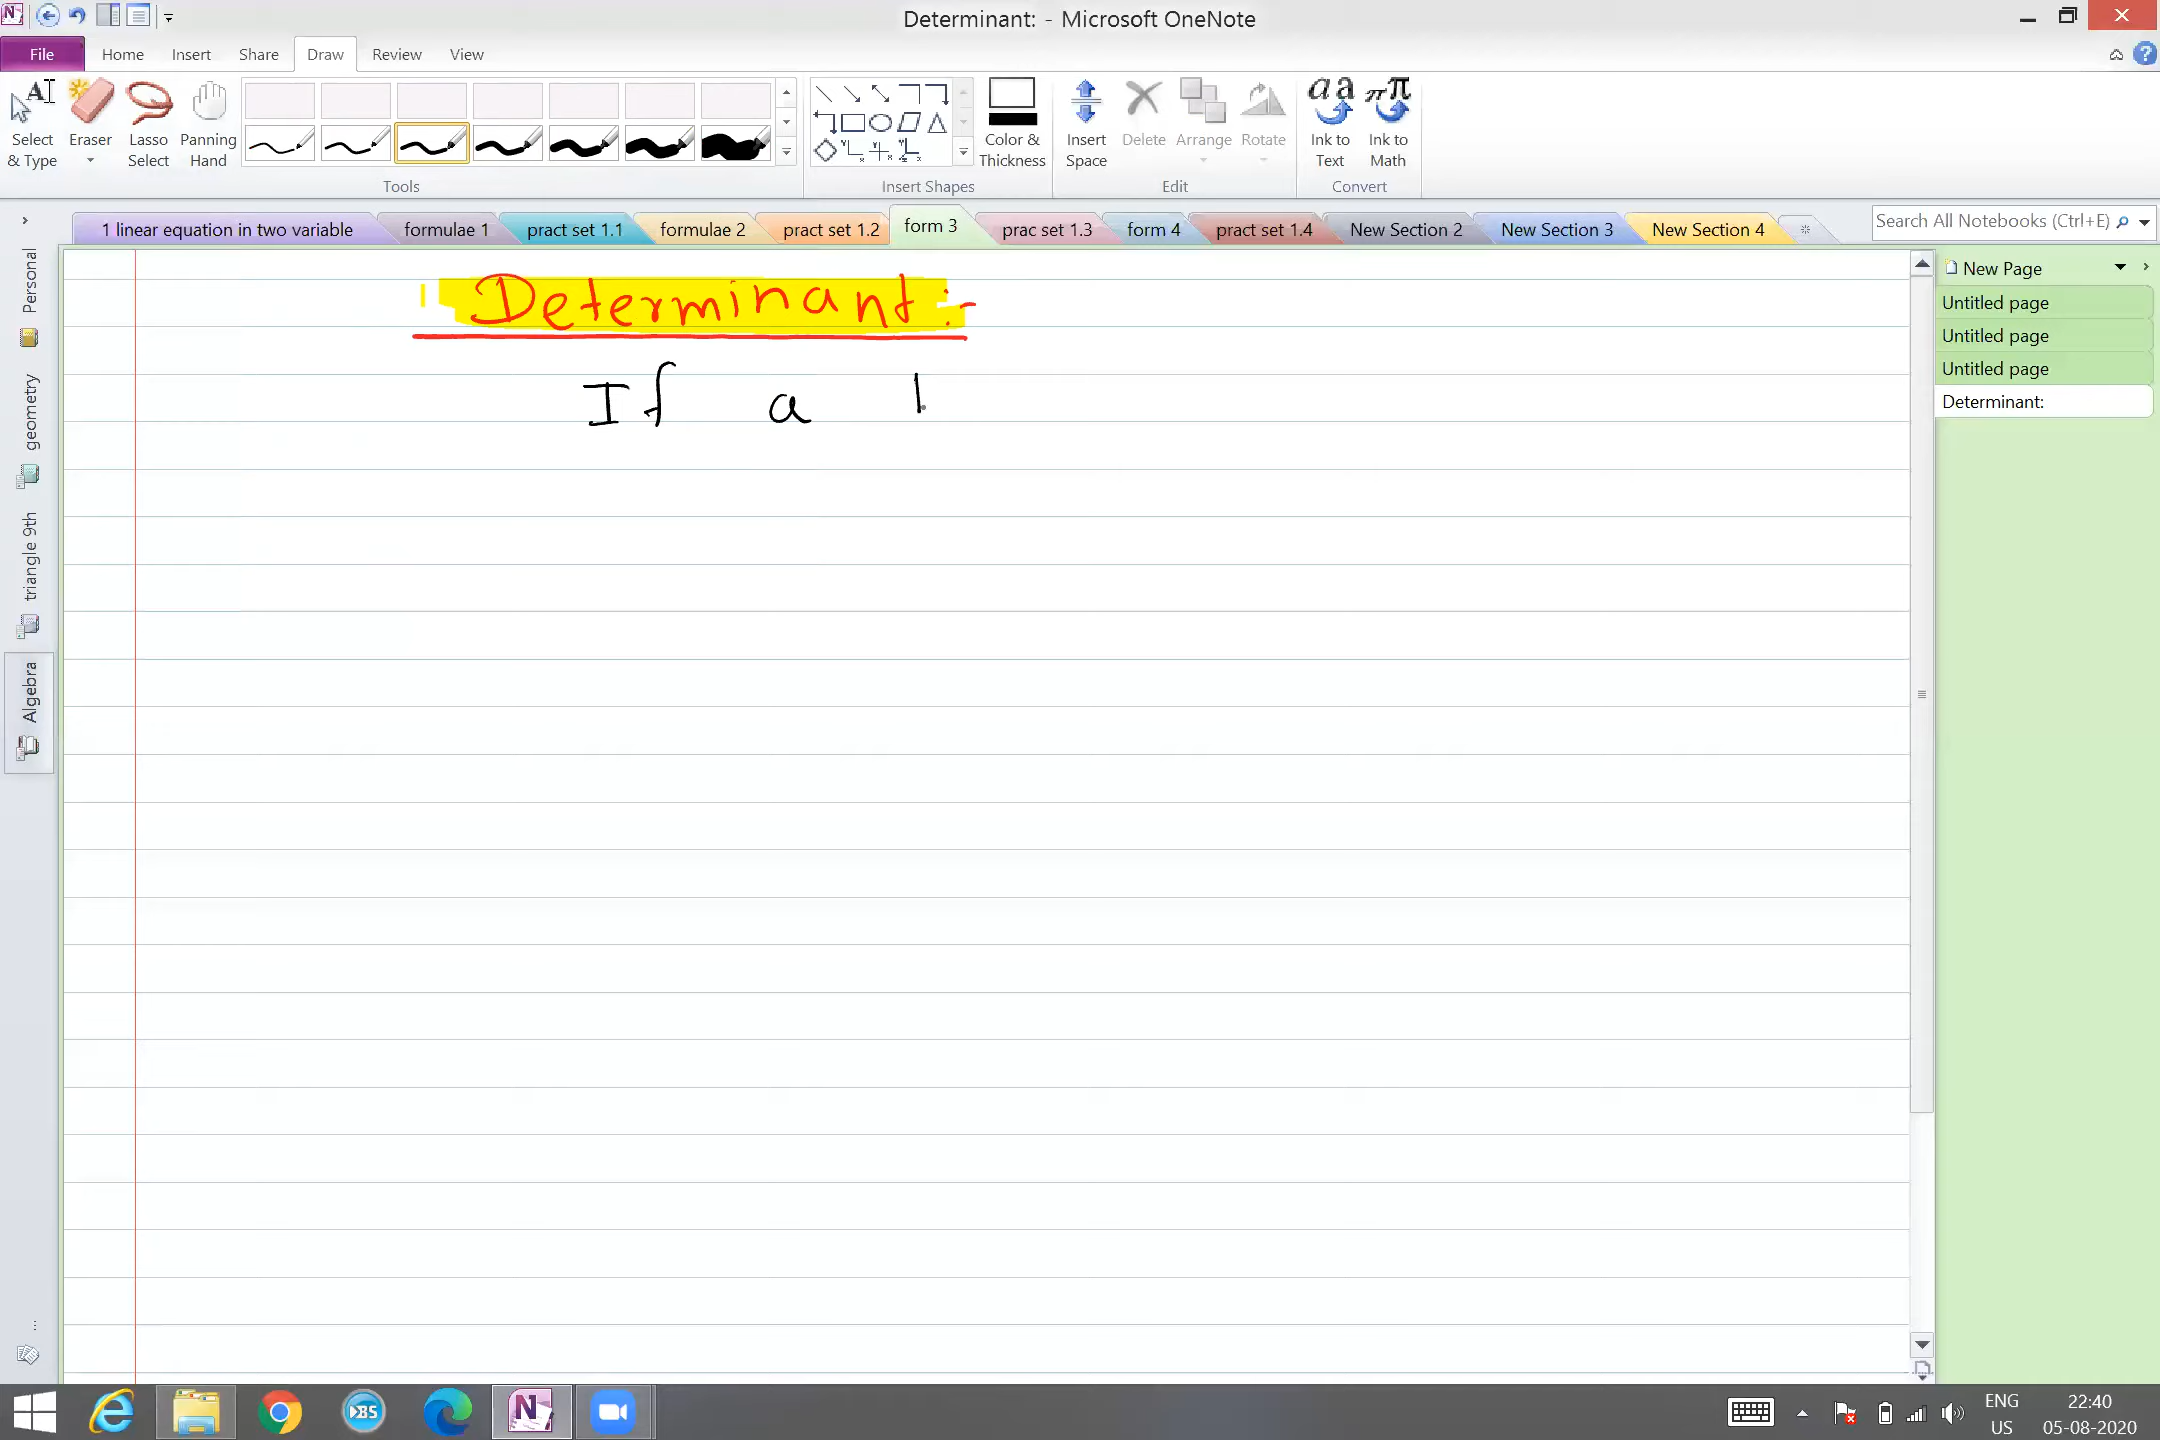 Determinant: - Microsoft OneNote
File Home Insert Share Draw Review View
Select & Type
Eraser
Lasso Select
Panning Hand
Color & Thickness
Insert Space
Delete
Arrange
Rotate
Ink to Text
Ink to Math
Tools
Insert Shapes
Edit
Convert
1 linear equation in two variable
formulae 1
pract set 1.1
formulae 2
pract set 1.2
form 3
prac set 1.3
form 4
pract set 1.4
New Section 2
New Section 3
New Section 4
Search All Notebooks (Ctrl+E)
Personal
geometry
triangle 9th
Algebra
Determinant:-
If a
New Page
Untitled page
Untitled page
Untitled page
Determinant:
ENG
US
22:40
05-08-2020